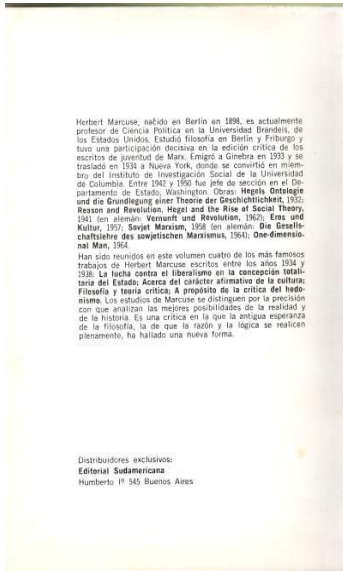 Herbert Marcuse, nacido en Berlín en 1898, es actualmente
profesor de Ciencia Política en la Universidad Brandeis, de
los Estados Unidos. Estudió filosofía en Berlín y Friburgo y
tuvo una participación decisiva en la edición crítica de los
escritos de juventud de Marx. Emigró a Ginebra en 1933 y se
trasladó en 1934 a Nueva York, donde se convirtió en miem-
bro del Instituto de Investigación Social de la Universidad
de Columbia. Entre 1942 y 1950 fue jefe de sección en el De-
partamento de Estado, Washington. Obras: Hegels Ontologie
und die Grundlegung einer Theorie der Geschichtlichkeit, 1932;
Reason and Revolution, Hegel and the Rise of Social Theory,
1941 (en alemán: Vernunft und Revolution, 1962); Eros und
Kultur, 1957; Sovjet Marxism, 1958 (en alemán: Die Gesells-
chaftslehre des sowjetischen Marxismus, 1964); One-dimensio-
nal Man, 1964.
Han sido reunidos en este volumen cuatro de los más famosos
trabajos de Herbert Marcuse escritos entre los años 1934 y
1938: La lucha contra el liberalismo en la concepción totali-
taria del Estado; Acerca del carácter afirmativo de la cultura;
Filosofía y teoría crítica; A propósito de la crítica del hedo-
nismo. Los estudios de Marcuse se distinguen por la precisión
con que analizan las mejores posibilidades de la realidad y
de la historia. Es una crítica en la que la antigua esperanza
de la filosofía, la de que la razón y la lógica se realicen
plenamente, ha hallado una nueva forma.
Distribuidores exclusivos:
Editorial Sudamericana
Humberto Iº 545 Buenos Aires